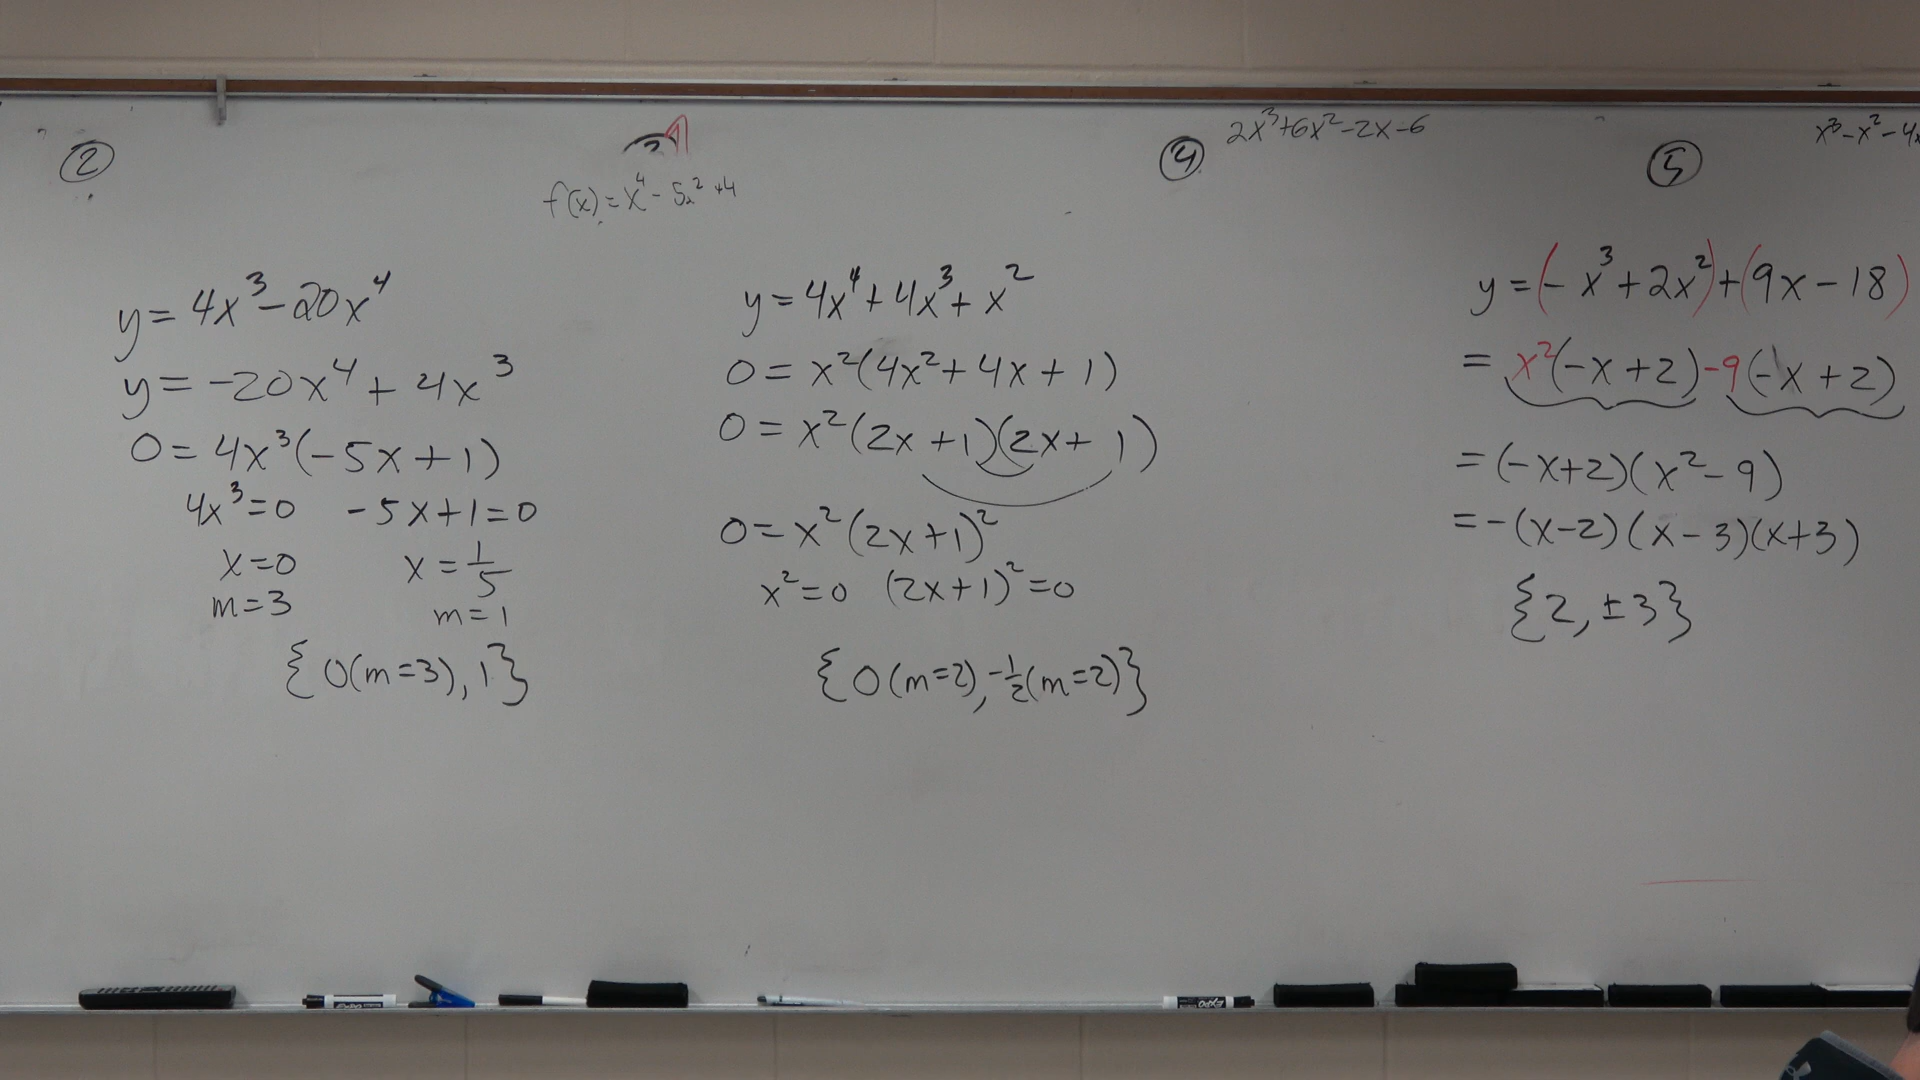 ②
f(x) = x⁴ - 5x² + 4
④
2x³+6x²-2x-6
⑤
x³-x²-4
y = 4x³ - 20x⁴
y = -20x⁴ + 4x³
0 = 4x³(-5x + 1)
4x³=0 -5x+1=0
x=0 x = 1/5
m=3 m=1
{0(m=3), 1}
y = 4x⁴ + 4x³ + x²
0 = x²(4x² + 4x + 1)
0 = x²(2x + 1)(2x + 1)
0 = x²(2x+1)²
x²=0 (2x+1)²=0
{0(m=2), -1/2(m=2)}
y = (-x³ + 2x²) + (9x - 18)
= x²(-x + 2) -9(-x + 2)
= (-x+2)(x² - 9)
= -(x-2)(x-3)(x+3)
{2, ±3}
EXPO